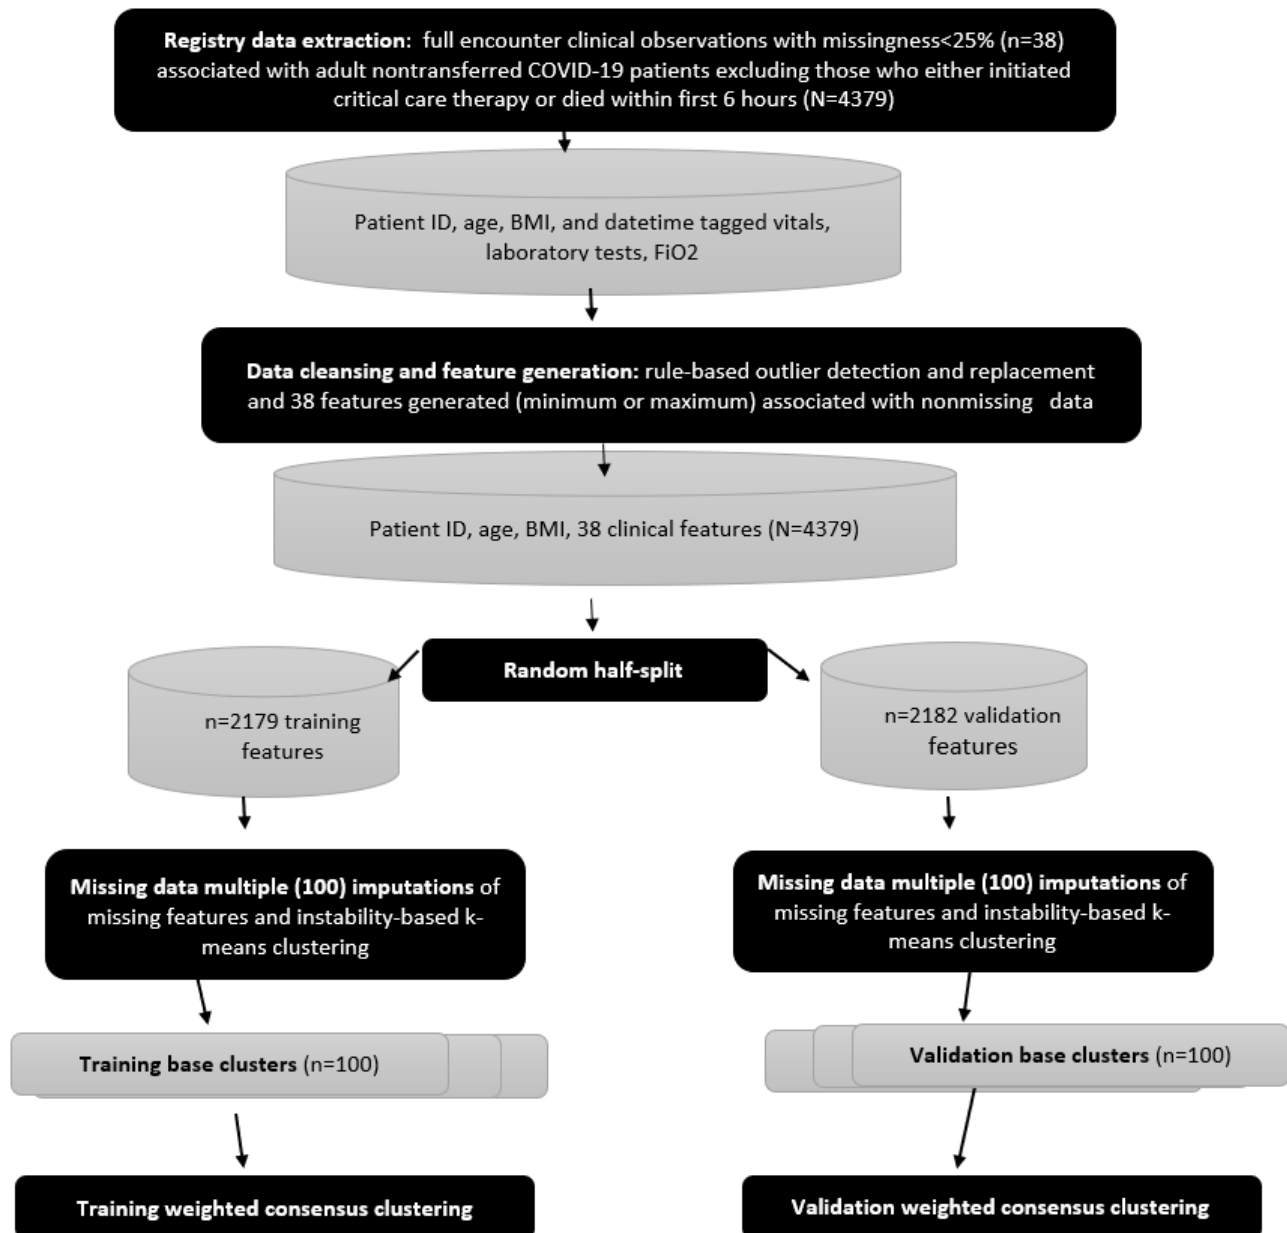 Registry data extraction: full encounter clinical observations with missingness<25% (n=38)
associated with adult nontransferred COVID-19 patients excluding those who either initiated
critical care therapy or died within first 6 hours (N=4379)
Patient ID, age, BMI, and datetime tagged vitals,
laboratory tests, FiO2
Data cleansing and feature generation: rule-based outlier detection and replacement
and 38 features generated (minimum or maximum) associated with nonmissing data
Patient ID, age, BMI, 38 clinical features (N=4379)
Random half-split
n=2179 training
features
n=2182 validation
features
Missing data multiple (100) imputations of
missing features and instability-based k-
means clustering
Missing data multiple (100) imputations of
missing features and instability-based k-
means clustering
Training base clusters (n=100)
Validation base clusters (n=100)
Training weighted consensus clustering
Validation weighted consensus clustering